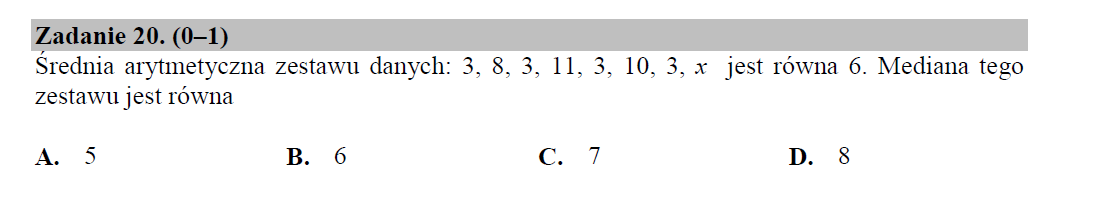 Zadanie 20. (0–1)
Średnia arytmetyczna zestawu danych: 3, 8, 3, 11, 3, 10, 3, x jest równa 6. Mediana tego
zestawu jest równa
A. 5 B. 6 C. 7 D. 8